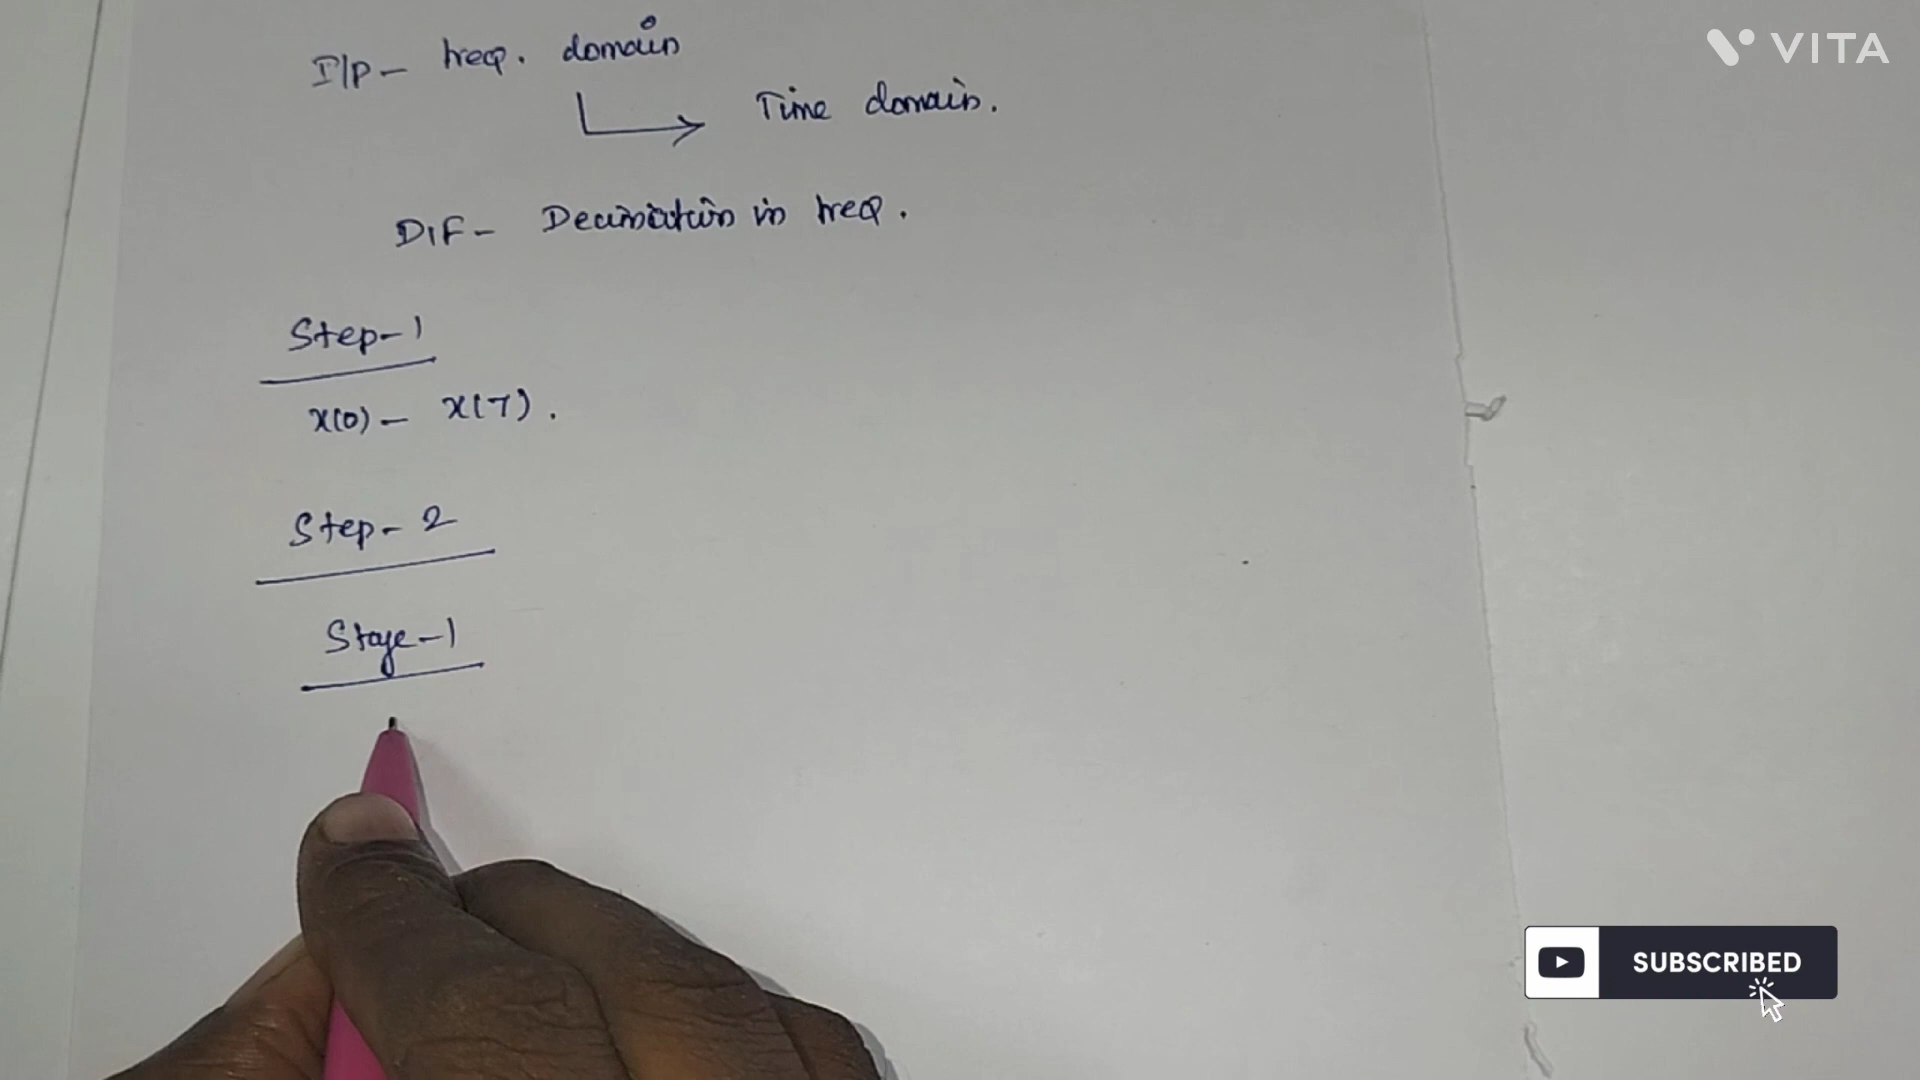 I/p - freq. domain
VITA
Time domain.
DIF - Decimation in freq.
Step-1
x(0) - x(7).
Step-2
Stage-1
SUBSCRIBED